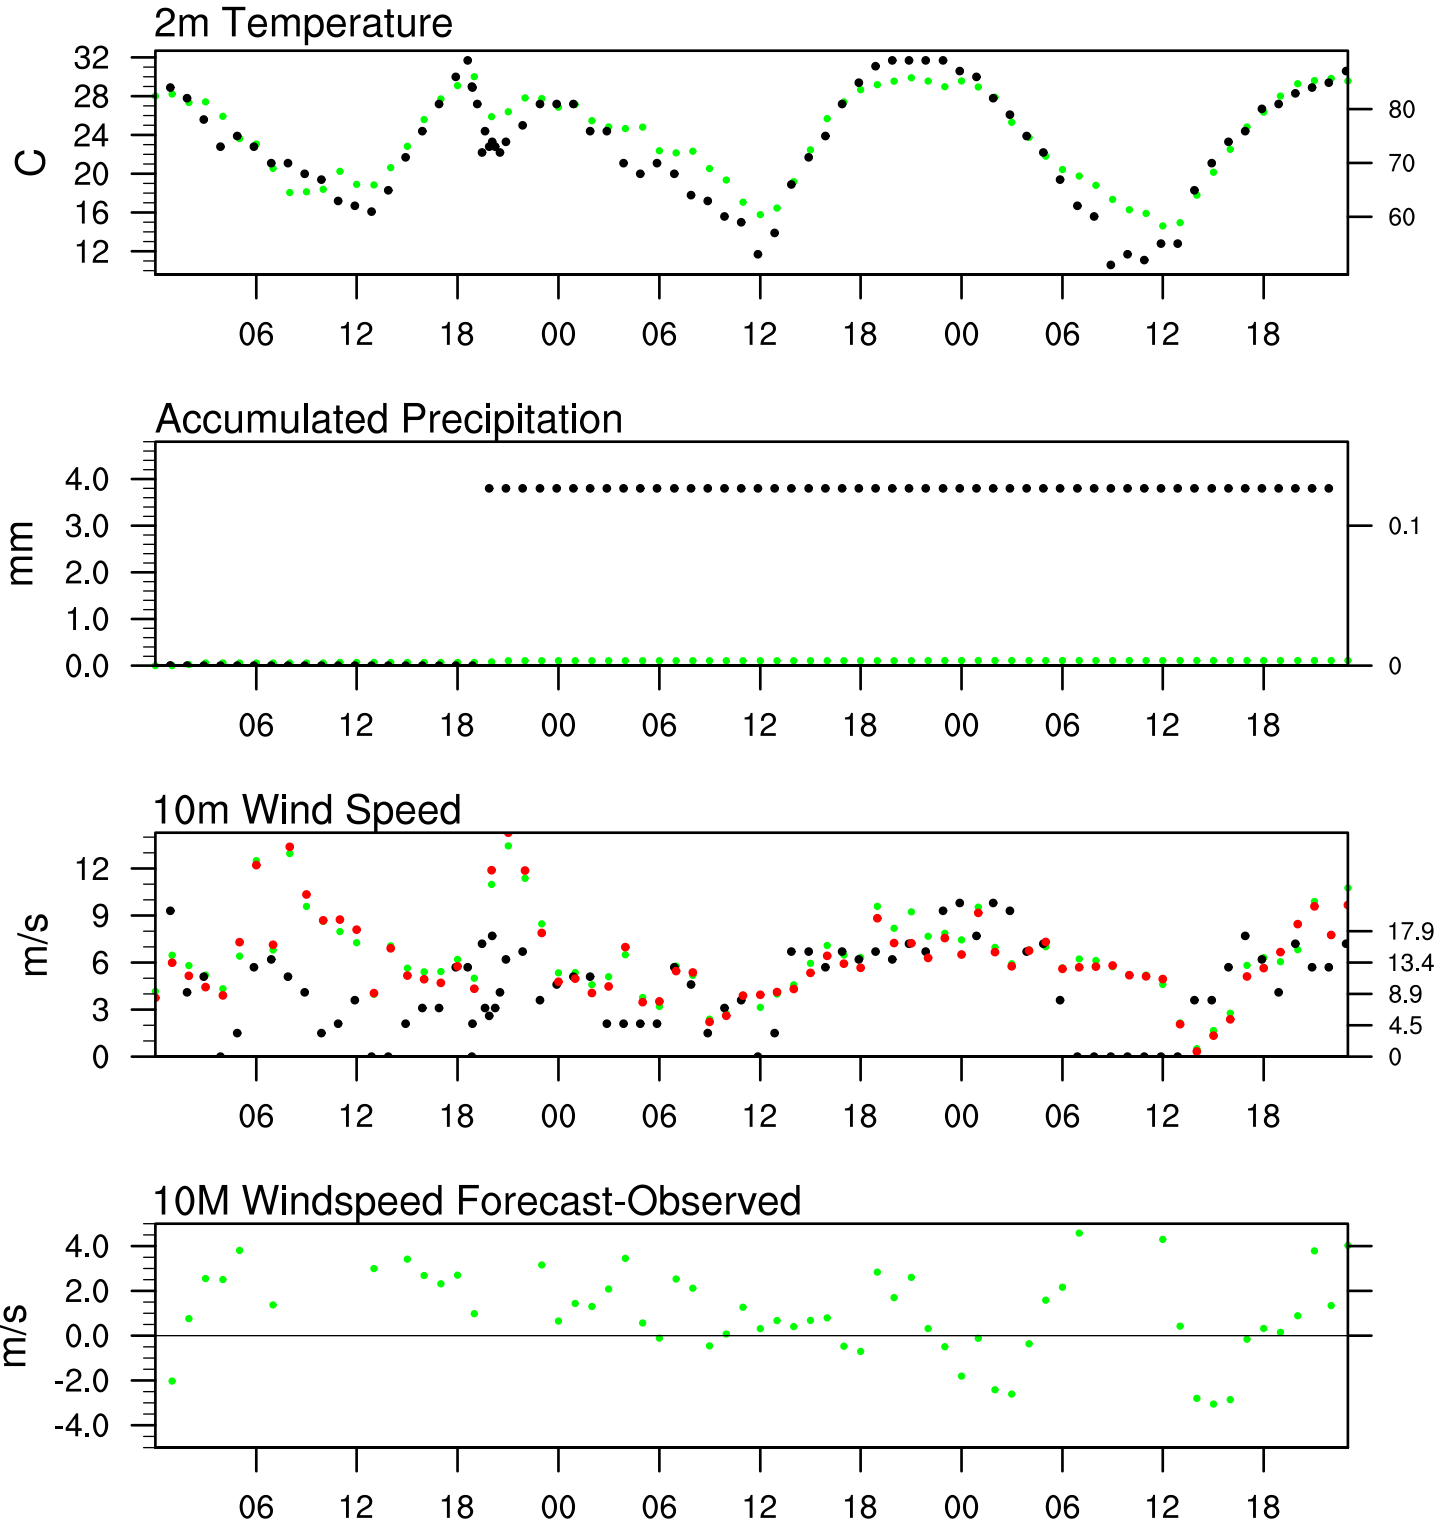 2m Temperature
32
28
24
20
16
12
C
80
70
60
06 12 18 00 06 12 18 00 06 12 18
Accumulated Precipitation
4.0
3.0
2.0
1.0
0.0
mm
0.1
0
06 12 18 00 06 12 18 00 06 12 18
10m Wind Speed
12
9
6
3
0
m/s
17.9
13.4
8.9
4.5
0
06 12 18 00 06 12 18 00 06 12 18
10M Windspeed Forecast-Observed
4.0
2.0
0.0
-2.0
-4.0
m/s
06 12 18 00 06 12 18 00 06 12 18